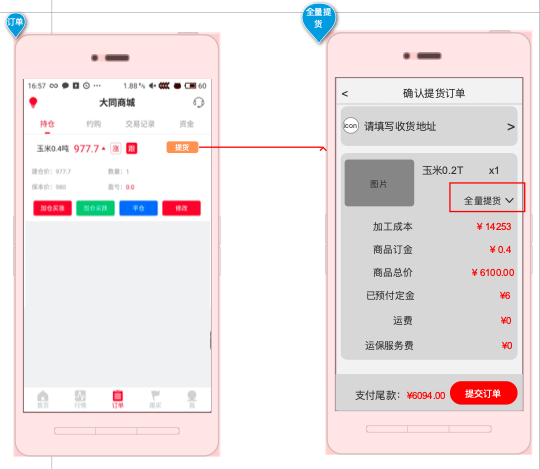 订单
全量提货
16:57
1.88
60
大同商城
持仓
约购
交易记录
资金
玉米0.4吨
977.7
涨
跟
提货
建仓价：977.7
数量：1
保本价：980
盈亏：0.0
加仓买涨
加仓买跌
平仓
修改
首页
行情
订单
我
<
确认提货订单
icon
请填写收货地址
>
图片
玉米0.2T
x1
全量提货
加工成本
¥ 14253
商品订金
¥ 0.4
商品总价
¥ 6100.00
已预付定金
¥6
运费
¥0
运保服务费
¥0
支付尾款：
¥6094.00
提交订单